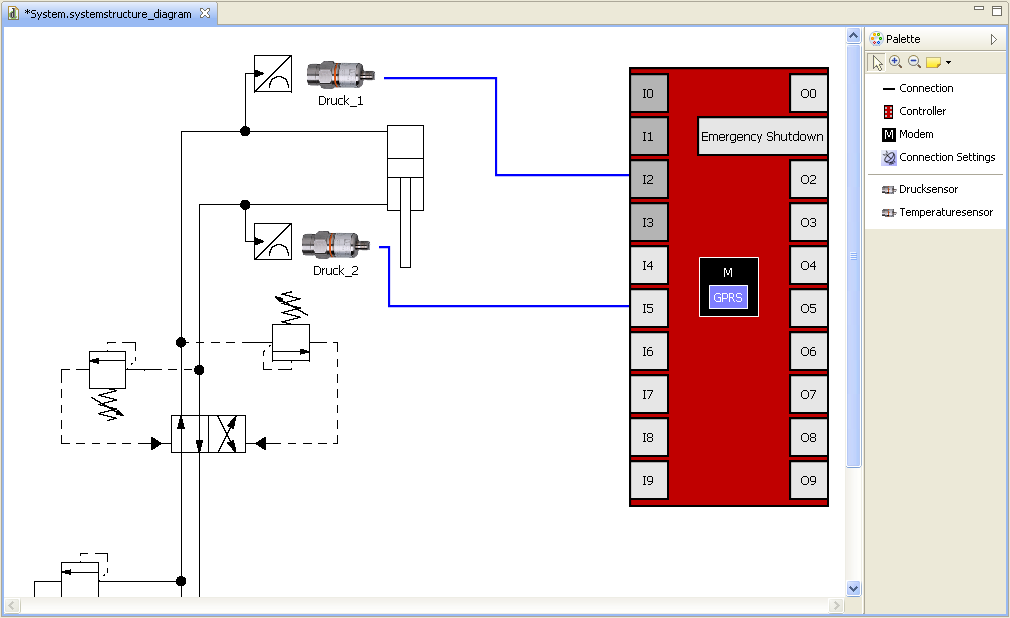 *System.systemstructure_diagram
Palette
Connection
Controller
M Modem
Connection Settings
Drucksensor
Temperaturesensor
Druck_1
Druck_2
I0
O0
I1
Emergency Shutdown
I2
O2
I3
O3
I4
O4
M
GPRS
I5
O5
I6
O6
I7
O7
I8
O8
I9
O9